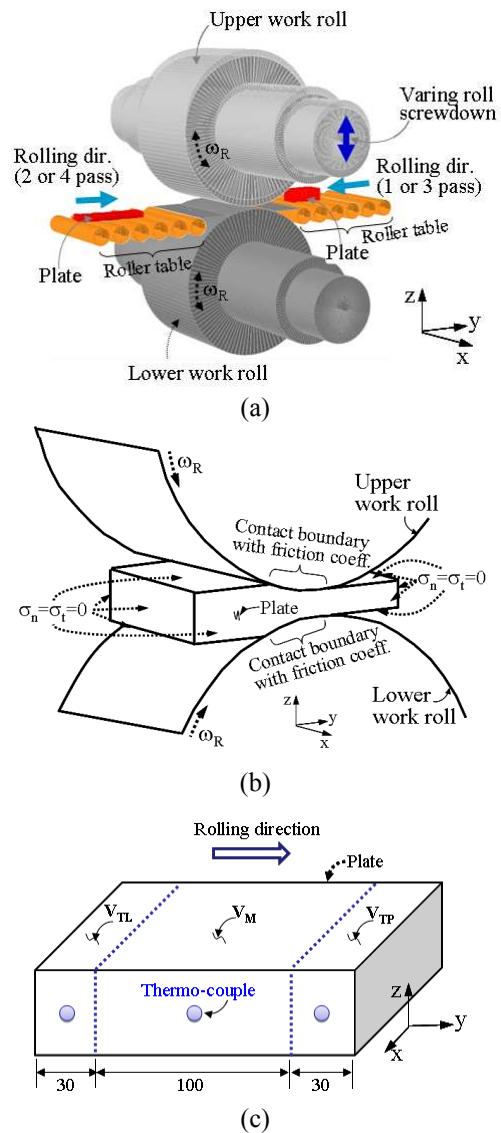 Upper work roll
Varing roll
screwdown
ωR
Rolling dir.
(2 or 4 pass)
Rolling dir.
(1 or 3 pass)
Plate
Roller table
Plate
Roller table
ωR
Lower work roll
z
y
x
(a)
ωR
Upper
work roll
Contact boundary
with friction coeff.
σn=σt=0
σn=σt=0
Plate
Contact boundary
with friction coeff.
Lower
work roll
z
y
x
ωR
(b)
Rolling direction
Plate
VTL
VM
VTP
Thermo-couple
z
y
x
30
100
30
(c)